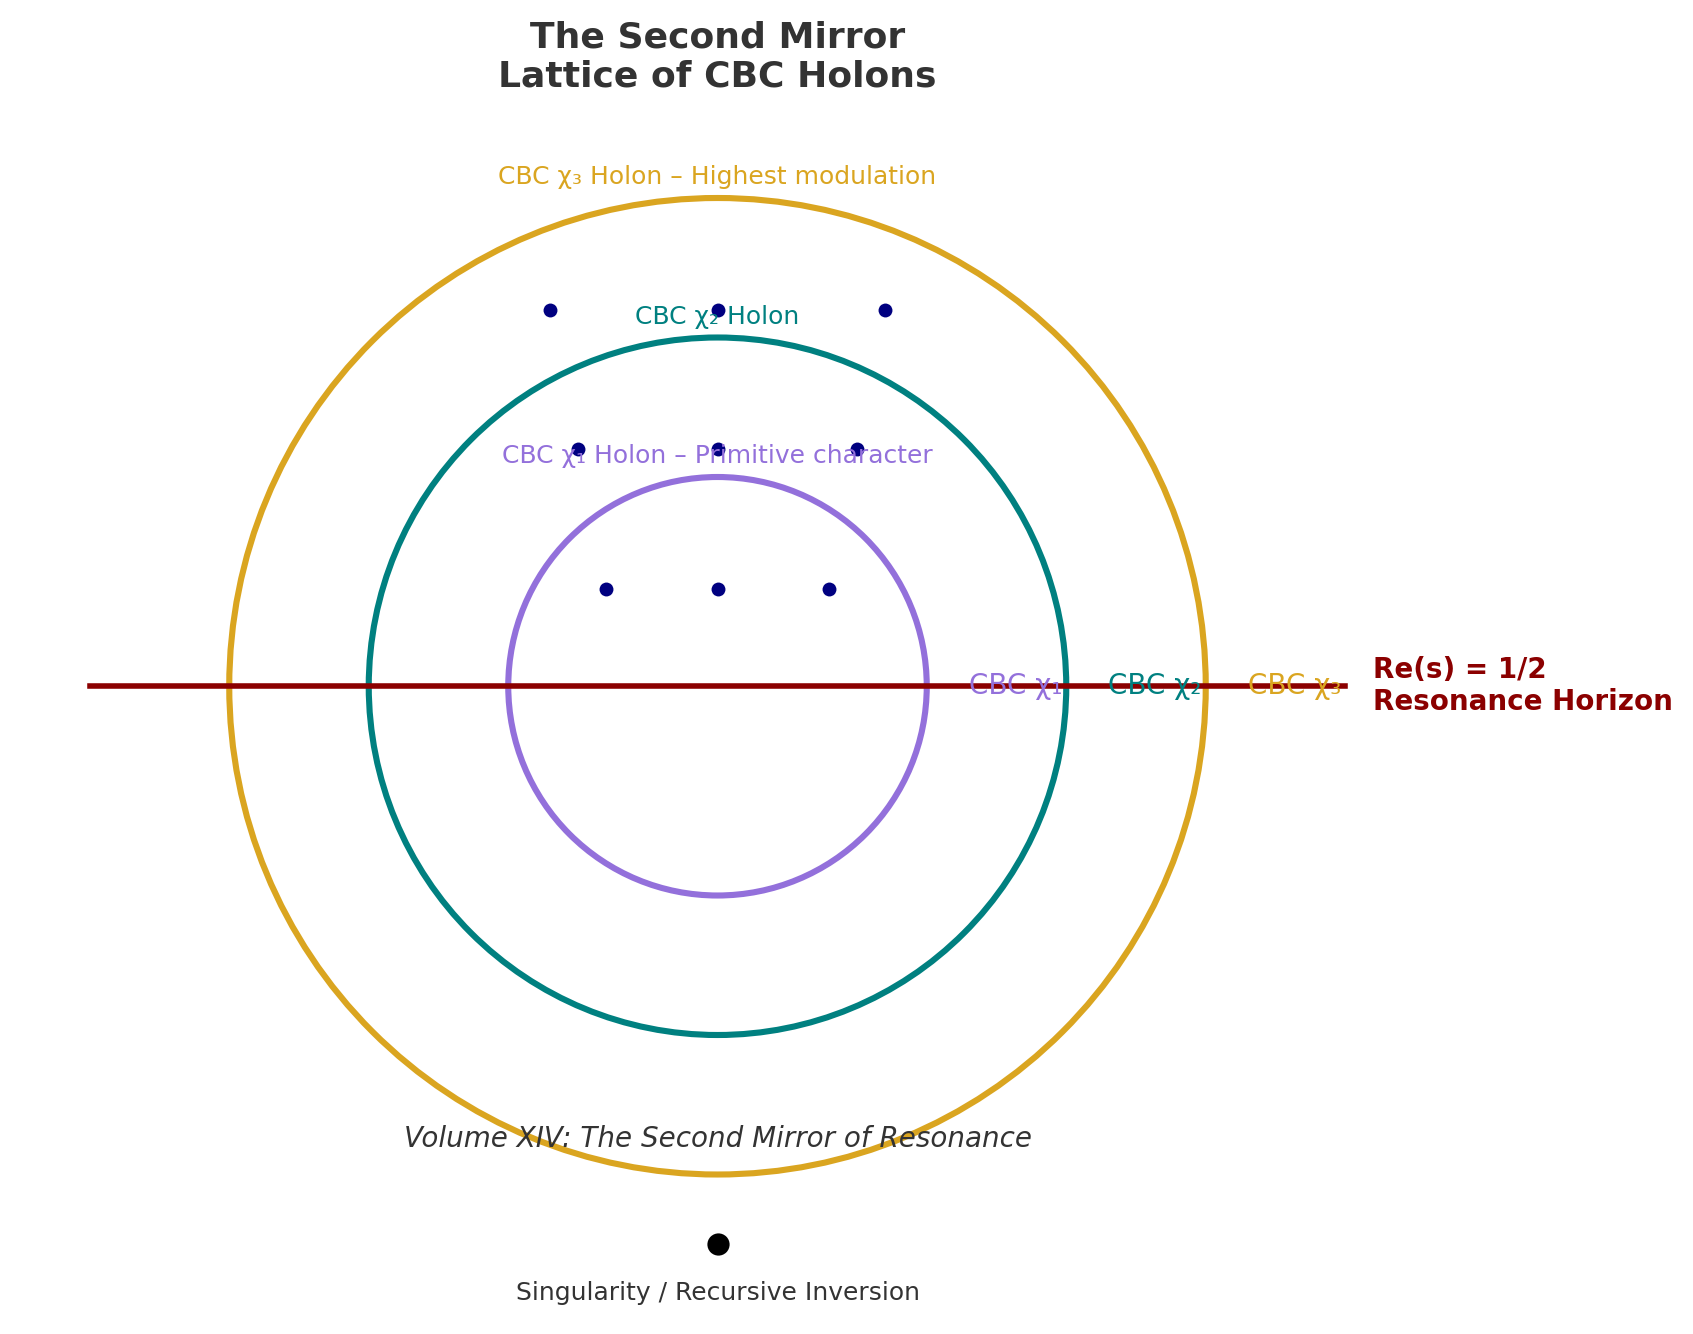 The Second Mirror
Lattice of CBC Holons
CBC χ₃ Holon – Highest modulation
CBC χ₂ Holon
CBC χ₁ Holon – Primitive character
CBC χ₁
CBC χ₂
CBC χ₃
Re(s) = 1/2
Resonance Horizon
Volume XIV: The Second Mirror of Resonance
Singularity / Recursive Inversion